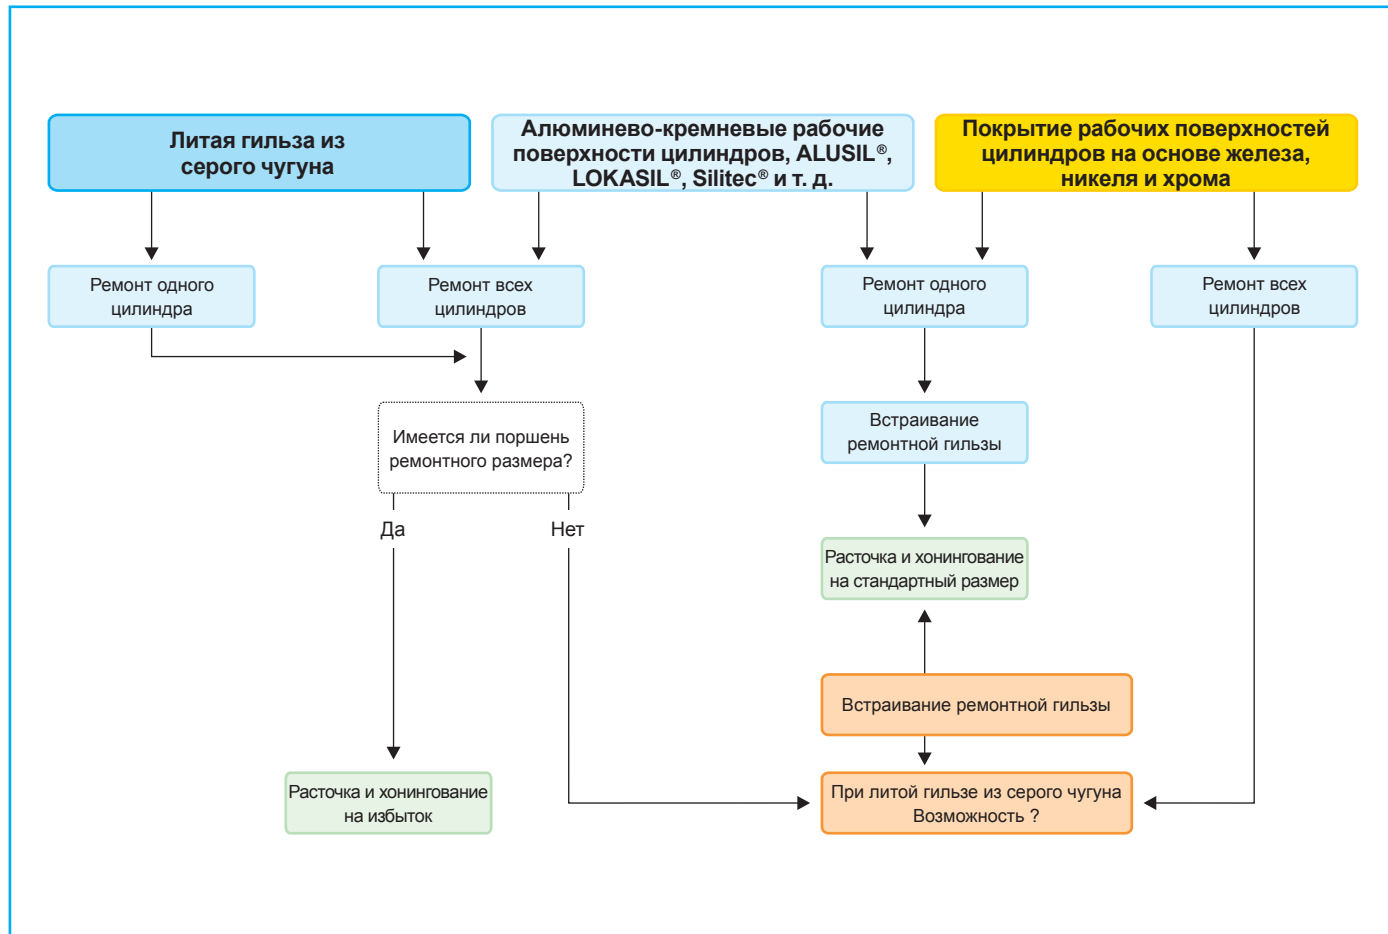 Литая гильза из
серого чугуна
Алюминево-кремневые рабочие
поверхности цилиндров, ALUSIL®,
LOKASIL®, Silitec® и т. д.
Покрытие рабочих поверхностей
цилиндров на основе железа,
никеля и хрома
Ремонт одного
цилиндра
Ремонт всех
цилиндров
Ремонт одного
цилиндра
Ремонт всех
цилиндров
Имеется ли поршень
ремонтного размера?
Встраивание
ремонтной гильзы
Да
Нет
Расточка и хонингование
на стандартный размер
Встраивание ремонтной гильзы
Расточка и хонингование
на избыток
При литой гильзе из серого чугуна
Возможность ?